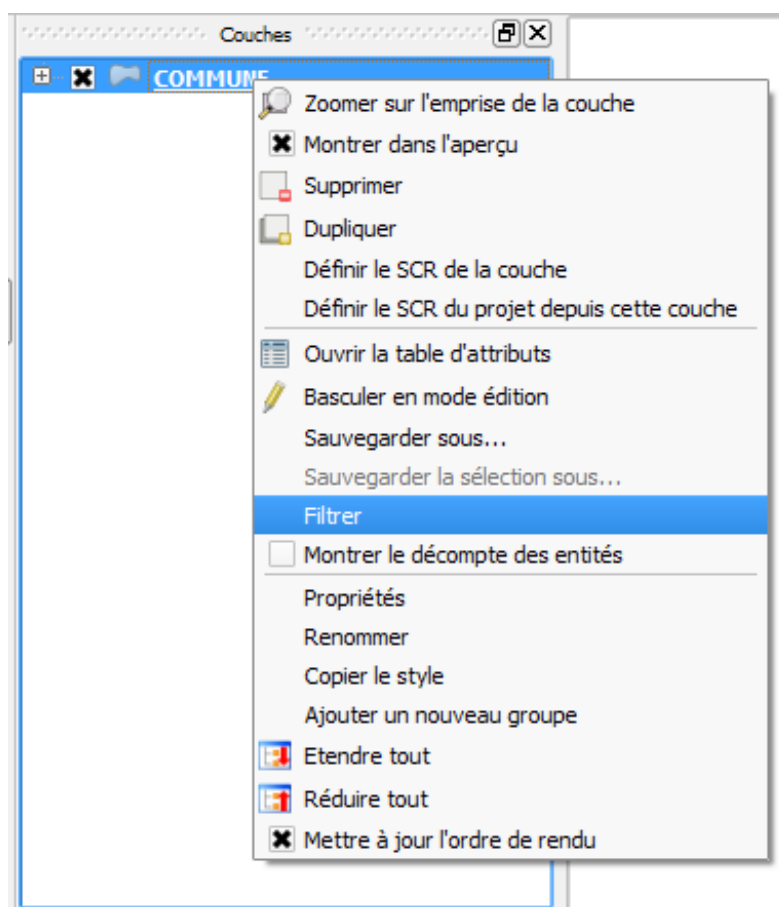 Couches
COMMUNE
Zoomer sur l'emprise de la couche
Montrer dans l'aperçu
Supprimer
Dupliquer
Définir le SCR de la couche
Définir le SCR du projet depuis cette couche
Ouvrir la table d'attributs
Basculer en mode édition
Sauvegarder sous...
Sauvegarder la sélection sous...
Filtrer
Montrer le décompte des entités
Propriétés
Renommer
Copier le style
Ajouter un nouveau groupe
Etendre tout
Réduire tout
Mettre à jour l'ordre de rendu